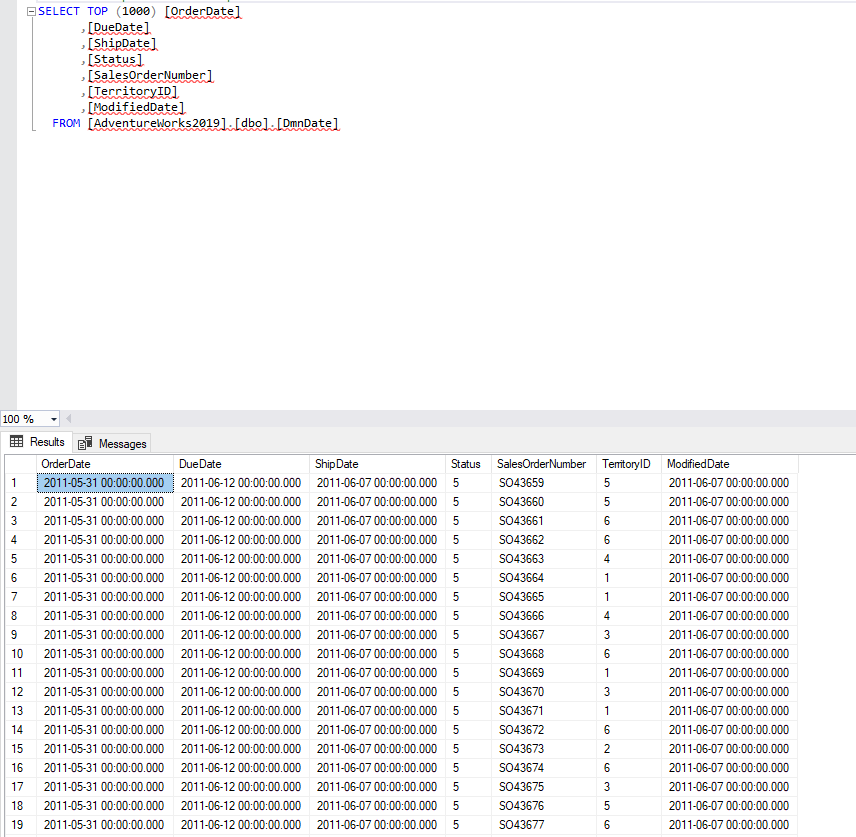 SELECT TOP (1000) [OrderDate]
,[DueDate]
,[ShipDate]
,[Status]
,[SalesOrderNumber]
,[TerritoryID]
,[ModifiedDate]
FROM [AdventureWorks2019].[dbo].[DmnDate]
100 %
Results Messages
OrderDate DueDate ShipDate Status SalesOrderNumber TerritoryID ModifiedDate
1 2011-05-31 00:00:00.000 2011-06-12 00:00:00.000 2011-06-07 00:00:00.000 5 SO43659 5 2011-06-07 00:00:00.000
2 2011-05-31 00:00:00.000 2011-06-12 00:00:00.000 2011-06-07 00:00:00.000 5 SO43660 5 2011-06-07 00:00:00.000
3 2011-05-31 00:00:00.000 2011-06-12 00:00:00.000 2011-06-07 00:00:00.000 5 SO43661 6 2011-06-07 00:00:00.000
4 2011-05-31 00:00:00.000 2011-06-12 00:00:00.000 2011-06-07 00:00:00.000 5 SO43662 6 2011-06-07 00:00:00.000
5 2011-05-31 00:00:00.000 2011-06-12 00:00:00.000 2011-06-07 00:00:00.000 5 SO43663 4 2011-06-07 00:00:00.000
6 2011-05-31 00:00:00.000 2011-06-12 00:00:00.000 2011-06-07 00:00:00.000 5 SO43664 1 2011-06-07 00:00:00.000
7 2011-05-31 00:00:00.000 2011-06-12 00:00:00.000 2011-06-07 00:00:00.000 5 SO43665 1 2011-06-07 00:00:00.000
8 2011-05-31 00:00:00.000 2011-06-12 00:00:00.000 2011-06-07 00:00:00.000 5 SO43666 4 2011-06-07 00:00:00.000
9 2011-05-31 00:00:00.000 2011-06-12 00:00:00.000 2011-06-07 00:00:00.000 5 SO43667 3 2011-06-07 00:00:00.000
10 2011-05-31 00:00:00.000 2011-06-12 00:00:00.000 2011-06-07 00:00:00.000 5 SO43668 6 2011-06-07 00:00:00.000
11 2011-05-31 00:00:00.000 2011-06-12 00:00:00.000 2011-06-07 00:00:00.000 5 SO43669 1 2011-06-07 00:00:00.000
12 2011-05-31 00:00:00.000 2011-06-12 00:00:00.000 2011-06-07 00:00:00.000 5 SO43670 3 2011-06-07 00:00:00.000
13 2011-05-31 00:00:00.000 2011-06-12 00:00:00.000 2011-06-07 00:00:00.000 5 SO43671 1 2011-06-07 00:00:00.000
14 2011-05-31 00:00:00.000 2011-06-12 00:00:00.000 2011-06-07 00:00:00.000 5 SO43672 6 2011-06-07 00:00:00.000
15 2011-05-31 00:00:00.000 2011-06-12 00:00:00.000 2011-06-07 00:00:00.000 5 SO43673 2 2011-06-07 00:00:00.000
16 2011-05-31 00:00:00.000 2011-06-12 00:00:00.000 2011-06-07 00:00:00.000 5 SO43674 6 2011-06-07 00:00:00.000
17 2011-05-31 00:00:00.000 2011-06-12 00:00:00.000 2011-06-07 00:00:00.000 5 SO43675 3 2011-06-07 00:00:00.000
18 2011-05-31 00:00:00.000 2011-06-12 00:00:00.000 2011-06-07 00:00:00.000 5 SO43676 5 2011-06-07 00:00:00.000
19 2011-05-31 00:00:00.000 2011-06-12 00:00:00.000 2011-06-07 00:00:00.000 5 SO43677 6 2011-06-07 00:00:00.000